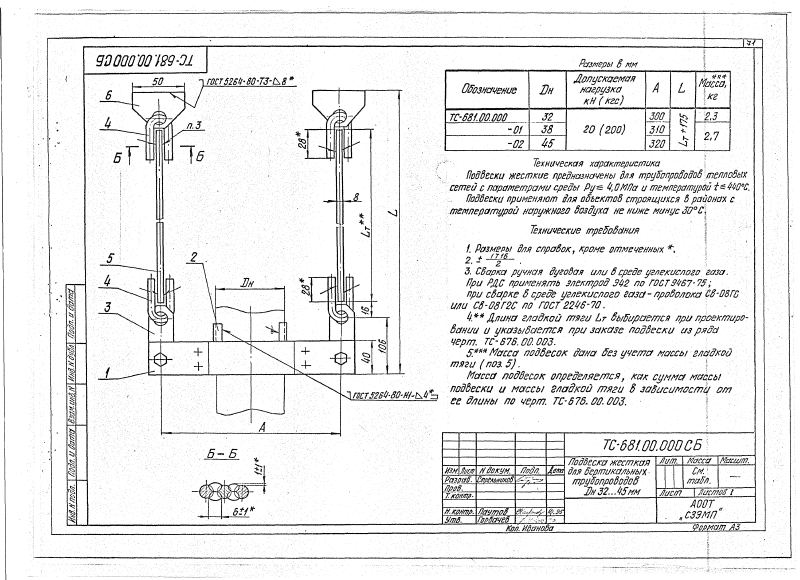 71
ТС-681.00.000 СБ
ГОСТ 5264-80-Т3-△8*
50
6
4
п.3
Б Б
28*
8
Lт**
L
5
2
Dн
4
28*
3
16
106
40
1
ГОСТ 5264-80-Н1-△4*
А
Б-Б
1±1*
6±1*
Размеры в мм
Обозначение Dн Допускаемая нагрузка кН (кгс) А L Масса,*** кг
ТС-681.00.000 32 20 (200) 300 Lт+175 2,3
-01 38 310 2,7
-02 45 320
Техническая характеристика
Подвески жесткие предназначены для трубопроводов тепловых
сетей с параметрами среды Ру≤ 4,0 МПа и температурой t≤440°С.
Подвески применяют для объектов строящихся в районах с
температурой наружного воздуха не ниже минус 30°С.
Технические требования
1. Размеры для справок, кроме отмеченных *.
2. ± IT16/2.
3. Сварка ручная дуговая или в среде углекислого газа.
При РДС применять электрод Э42 по ГОСТ 9467-75;
при сварке в среде углекислого газа-проволока Св-08ГС
или Св-08Г2С по ГОСТ 2246-70.
4.** Длина гладкой тяги Lт выбирается при проектиро-
вании и указывается при заказе подвески из ряда
черт. ТС-676.00.003.
5.*** Масса подвесок дана без учета массы гладкой
тяги (поз. 5).
Масса подвесок определяется, как сумма массы
подвески и массы гладкой тяги в зависимости от
ее длины по черт. ТС-676.00.003.
ТС-681.00.000 СБ
Изм. Лист N докум. Подп. Дата
Разраб. Стрельников
Пров.
Т.контр.
Н.контр. Паутов
Утв. Горбачев
Подвеска жесткая
для вертикальных
трубопроводов
Dн 32...45 мм
Лит. Масса Масшт.
См. табл. —
Лист Листов 1
АООТ
"СЗЭМП"
Кол. Иванова
Формат А3
Инв.N подл. Подп. и дата Взам.инв.N Инв.N дубл. Подп. и дата